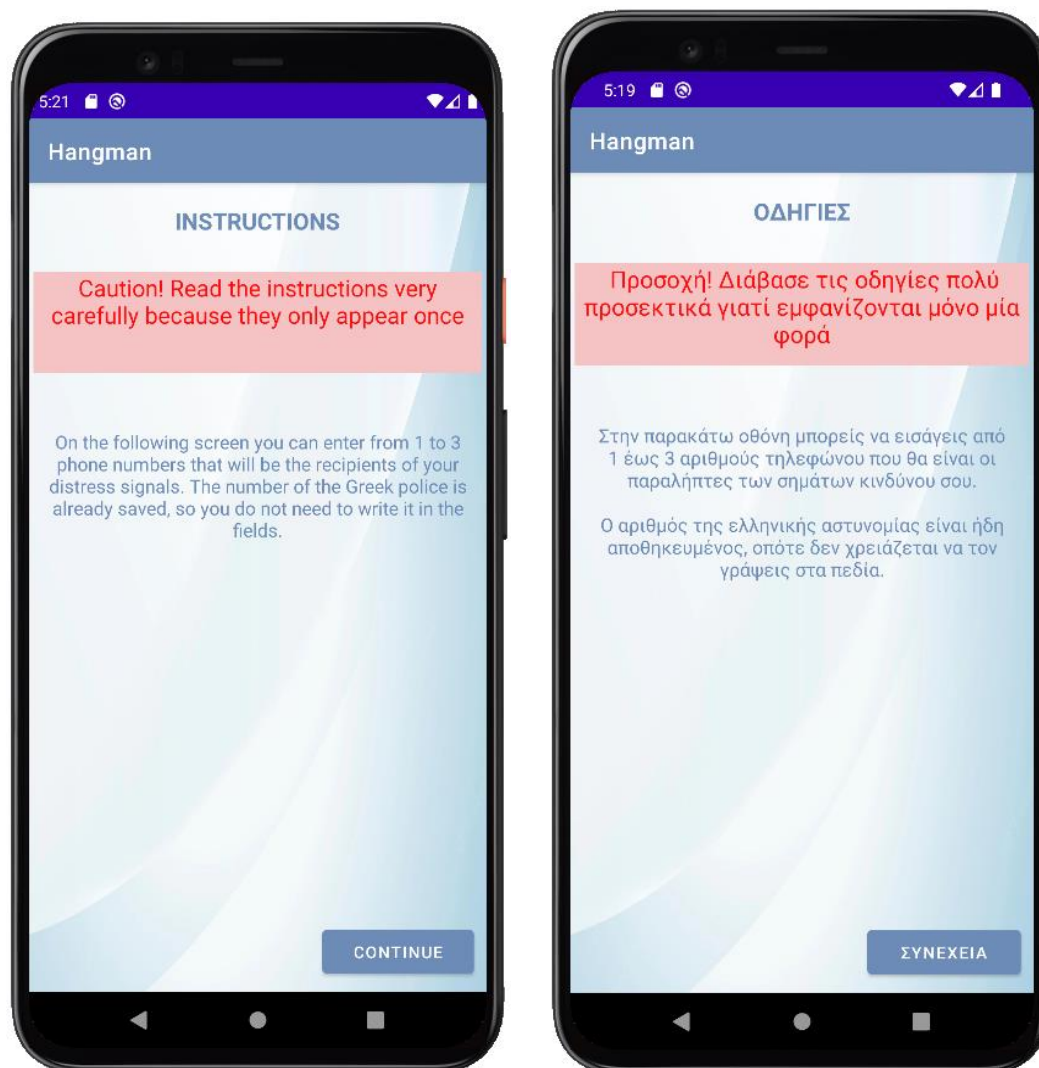 5:21
Hangman
INSTRUCTIONS
Caution! Read the instructions very
carefully because they only appear once
On the following screen you can enter from 1 to 3
phone numbers that will be the recipients of your
distress signals. The number of the Greek police is
already saved, so you do not need to write it in the
fields.
CONTINUE
5:19
Hangman
ΟΔΗΓΙΕΣ
Προσοχή! Διάβασε τις οδηγίες πολύ
προσεκτικά γιατί εμφανίζονται μόνο μία
φορά
Στην παρακάτω οθόνη μπορείς να εισάγεις από
1 έως 3 αριθμούς τηλεφώνου που θα είναι οι
παραλήπτες των σημάτων κινδύνου σου.
Ο αριθμός της ελληνικής αστυνομίας είναι ήδη
αποθηκευμένος, οπότε δεν χρειάζεται να τον
γράψεις στα πεδία.
ΣΥΝΕΧΕΙΑ